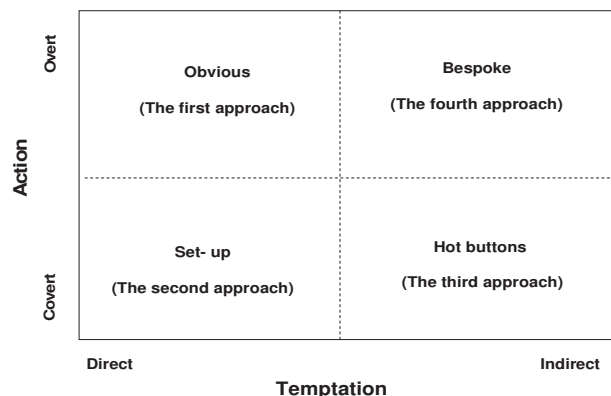 Overt
Obvious
(The first approach)
Bespoke
(The fourth approach)
Action
Set- up
(The second approach)
Hot buttons
(The third approach)
Covert
Direct
Indirect
Temptation